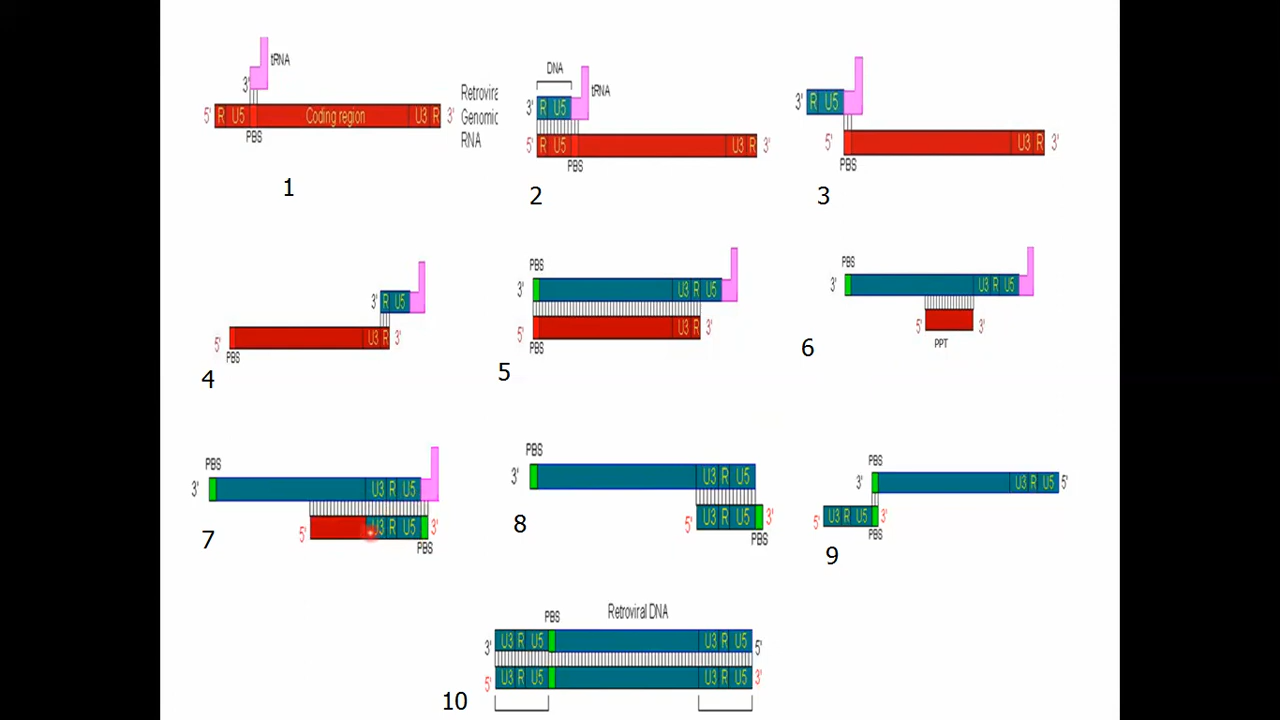 tRNA
3'
5' R U5 Coding region U3 R 3'
PBS
Genomic
RNA
1
DNA
tRNA
3' R U5
5' R U5 U3 R 3'
PBS
2
3' R U5
5' U3 R 3'
PBS
3
3' R U5
5' U3 R 3'
PBS
4
PBS
3' U3 R U5
5' U3 R 3'
PBS
5
PBS
3' U3 R U5
5' 3'
PPT
6
PBS
3' U3 R U5
5' U3 R U5 3'
PBS
7
PBS
3' U3 R U5
5' U3 R U5 3'
PBS
8
PBS
3' U3 R U5 5'
5' U3 R U5 3'
PBS
9
PBS Retroviral DNA
3' U3 R U5 U3 R U5 5'
5' U3 R U5 U3 R U5 3'
10